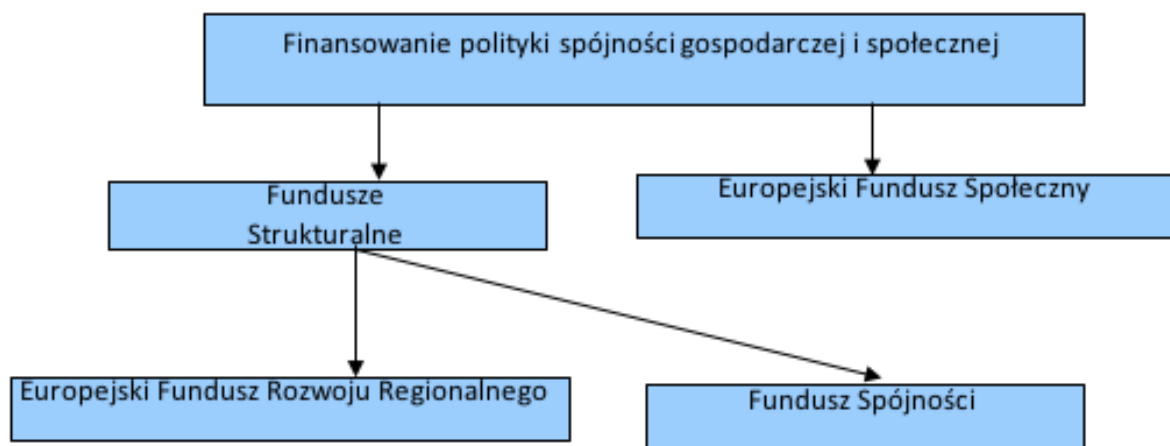 Finansowanie polityki spójności gospodarczej i społecznej
Fundusze
Strukturalne
Europejski Fundusz Społeczny
Europejski Fundusz Rozwoju Regionalnego
Fundusz Spójności